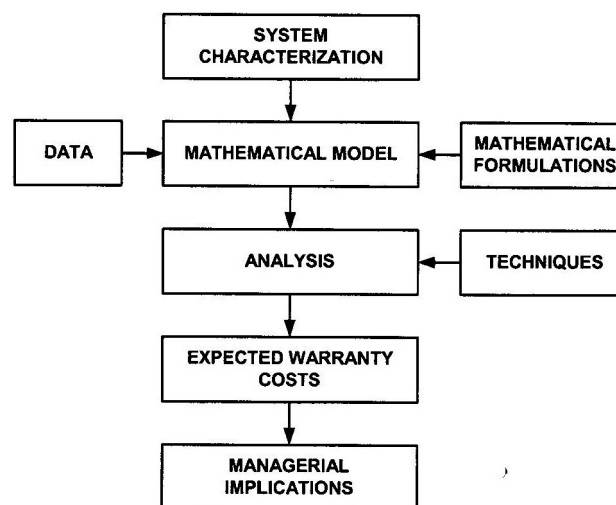 SYSTEM
CHARACTERIZATION
DATA
MATHEMATICAL MODEL
MATHEMATICAL
FORMULATIONS
ANALYSIS
TECHNIQUES
EXPECTED WARRANTY
COSTS
MANAGERIAL
IMPLICATIONS